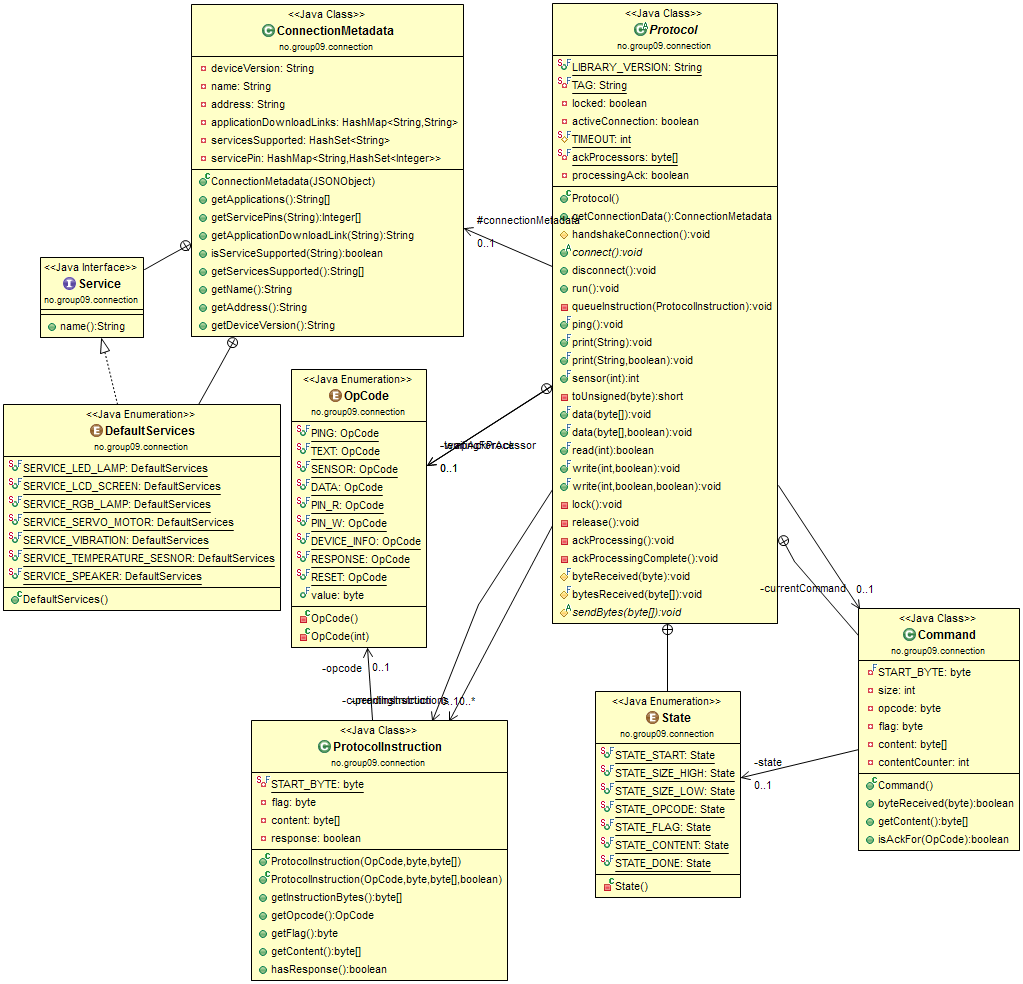 <<Java Class>>
ConnectionMetadata
no.group09.connection
deviceVersion: String
name: String
address: String
applicationDownloadLinks: HashMap<String,String>
servicesSupported: HashSet<String>
servicePin: HashMap<String,HashSet<Integer>>
ConnectionMetadata(JSONObject)
getApplications():String[]
getServicePins(String):Integer[]
getApplicationDownloadLink(String):String
isServiceSupported(String):boolean
getServicesSupported():String[]
getName():String
getAddress():String
getDeviceVersion():String
<<Java Class>>
Protocol
no.group09.connection
LIBRARY_VERSION: String
TAG: String
locked: boolean
activeConnection: boolean
TIMEOUT: int
ackProcessors: byte[]
processingAck: boolean
Protocol()
getConnectionData():ConnectionMetadata
handshakeConnection():void
connect():void
disconnect():void
run():void
queueInstruction(ProtocolInstruction):void
ping():void
print(String):void
print(String,boolean):void
sensor(int):int
toUnsigned(byte):short
data(byte[]):void
data(byte[],boolean):void
read(int):boolean
write(int,boolean):void
write(int,boolean,boolean):void
lock():void
release():void
ackProcessing():void
ackProcessingComplete():void
byteReceived(byte):void
bytesReceived(byte[]):void
sendBytes(byte[]):void
#connectionMetadata
0..1
<<Java Interface>>
Service
no.group09.connection
name():String
<<Java Enumeration>>
DefaultServices
no.group09.connection
SERVICE_LED_LAMP: DefaultServices
SERVICE_LCD_SCREEN: DefaultServices
SERVICE_RGB_LAMP: DefaultServices
SERVICE_SERVO_MOTOR: DefaultServices
SERVICE_VIBRATION: DefaultServices
SERVICE_TEMPERATURE_SESNOR: DefaultServices
SERVICE_SPEAKER: DefaultServices
DefaultServices()
<<Java Enumeration>>
OpCode
no.group09.connection
PING: OpCode
TEXT: OpCode
SENSOR: OpCode
DATA: OpCode
PIN_R: OpCode
PIN_W: OpCode
DEVICE_INFO: OpCode
RESPONSE: OpCode
RESET: OpCode
value: byte
OpCode()
OpCode(int)
0..1
-opcode
0..1
-currentCommand
0..1
<<Java Class>>
Command
no.group09.connection
START_BYTE: byte
size: int
opcode: byte
flag: byte
content: byte[]
contentCounter: int
Command()
byteReceived(byte):boolean
getContent():byte[]
isAckFor(OpCode):boolean
<<Java Enumeration>>
State
no.group09.connection
STATE_START: State
STATE_SIZE_HIGH: State
STATE_SIZE_LOW: State
STATE_OPCODE: State
STATE_FLAG: State
STATE_CONTENT: State
STATE_DONE: State
State()
-state
0..1
<<Java Class>>
ProtocolInstruction
no.group09.connection
START_BYTE: byte
flag: byte
content: byte[]
response: boolean
ProtocolInstruction(OpCode,byte,byte[])
ProtocolInstruction(OpCode,byte,byte[],boolean)
getInstructionBytes():byte[]
getOpcode():OpCode
getFlag():byte
getContent():byte[]
hasResponse():boolean